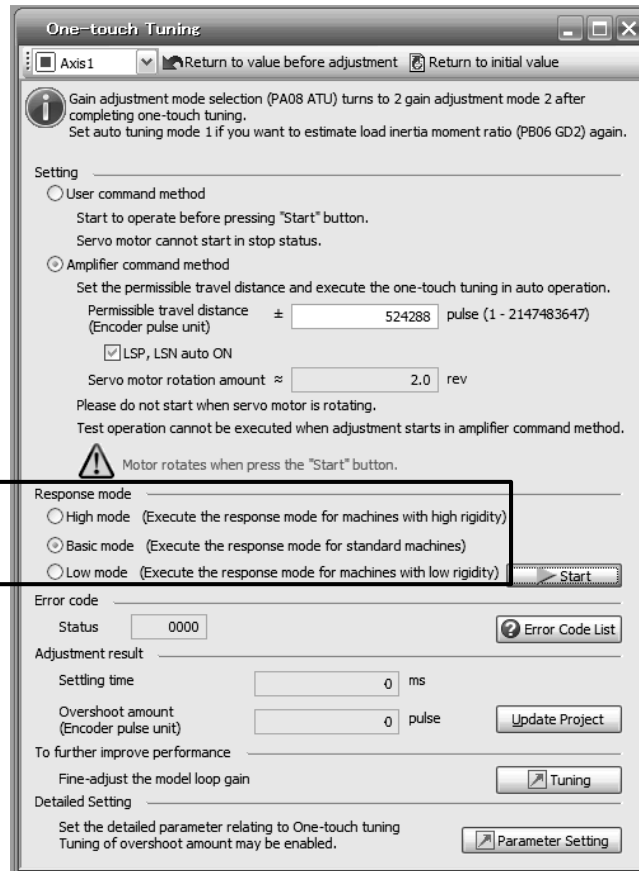 One-touch Tuning
Axis1 Return to value before adjustment Return to initial value
Gain adjustment mode selection (PA08 ATU) turns to 2 gain adjustment mode 2 after
completing one-touch tuning.
Set auto tuning mode 1 if you want to estimate load inertia moment ratio (PB06 GD2) again.
Setting
User command method
Start to operate before pressing "Start" button.
Servo motor cannot start in stop status.
Amplifier command method
Set the permissible travel distance and execute the one-touch tuning in auto operation.
Permissible travel distance ± 524288 pulse (1 - 2147483647)
(Encoder pulse unit)
LSP, LSN auto ON
Servo motor rotation amount ≈ 2.0 rev
Please do not start when servo motor is rotating.
Test operation cannot be executed when adjustment starts in amplifier command method.
Motor rotates when press the "Start" button.
Response mode
High mode (Execute the response mode for machines with high rigidity)
Basic mode (Execute the response mode for standard machines)
Low mode (Execute the response mode for machines with low rigidity) Start
Error code
Status 0000 Error Code List
Adjustment result
Settling time 0 ms
Overshoot amount 0 pulse Update Project
(Encoder pulse unit)
To further improve performance
Fine-adjust the model loop gain Tuning
Detailed Setting
Set the detailed parameter relating to One-touch tuning
Tuning of overshoot amount may be enabled. Parameter Setting